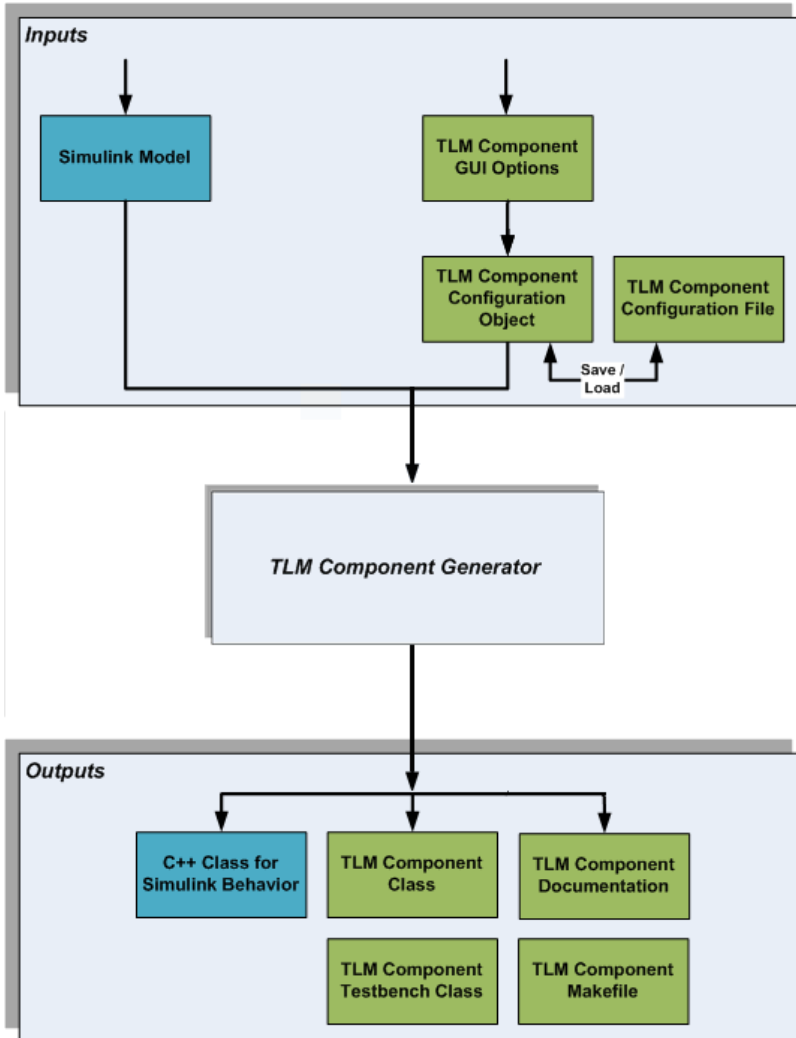 Inputs
Simulink Model
TLM Component
GUI Options
TLM Component
Configuration
Object
TLM Component
Configuration File
Save /
Load
TLM Component Generator
Outputs
C++ Class for
Simulink Behavior
TLM Component
Class
TLM Component
Documentation
TLM Component
Testbench Class
TLM Component
Makefile